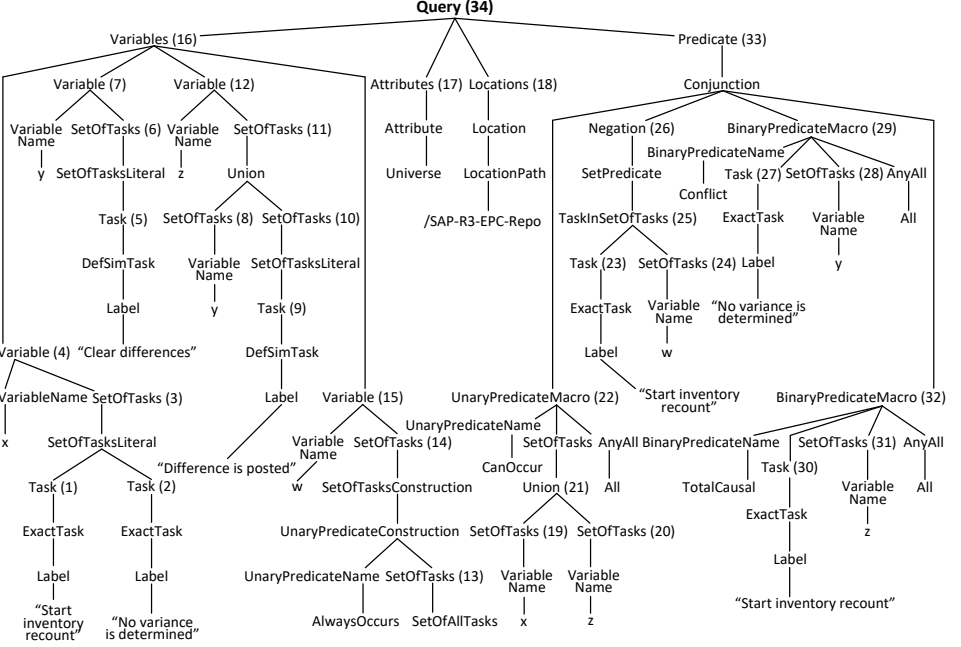 Query (34)
Variables (16)
Predicate (33)
Variable (7)
Variable (12)
Attributes (17)
Locations (18)
Conjunction
Variable
Name
SetOfTasks (6)
Variable
Name
SetOfTasks (11)
Attribute
Location
Negation (26)
BinaryPredicateMacro (29)
y
SetOfTasksLiteral
z
Union
Universe
LocationPath
SetPredicate
BinaryPredicateName
Conflict
Task (27)
SetOfTasks (28)
AnyAll
Task (5)
SetOfTasks (8)
SetOfTasks (10)
/SAP-R3-EPC-Repo
TaskInSetOfTasks (25)
ExactTask
Variable
Name
All
DefSimTask
Variable
Name
SetOfTasksLiteral
Task (23)
SetOfTasks (24)
Label
y
Label
y
Task (9)
ExactTask
Variable
Name
"No variance is
determined"
Variable (4)
"Clear differences"
DefSimTask
Label
w
VariableName
SetOfTasks (3)
Label
Variable (15)
UnaryPredicateMacro (22)
"Start inventory
recount"
BinaryPredicateMacro (32)
x
SetOfTasksLiteral
"Difference is posted"
Variable
Name
SetOfTasks (14)
UnaryPredicateName
CanOccur
SetOfTasks
AnyAll
BinaryPredicateName
Task (30)
SetOfTasks (31)
AnyAll
Task (1)
Task (2)
w
SetOfTasksConstruction
Union (21)
All
TotalCausal
Variable
Name
All
ExactTask
ExactTask
UnaryPredicateConstruction
SetOfTasks (19)
SetOfTasks (20)
ExactTask
z
Label
Label
UnaryPredicateName
SetOfTasks (13)
Variable
Name
Variable
Name
Label
"Start
inventory
recount"
"No variance
is determined"
AlwaysOccurs
SetOfAllTasks
x
z
"Start inventory recount"